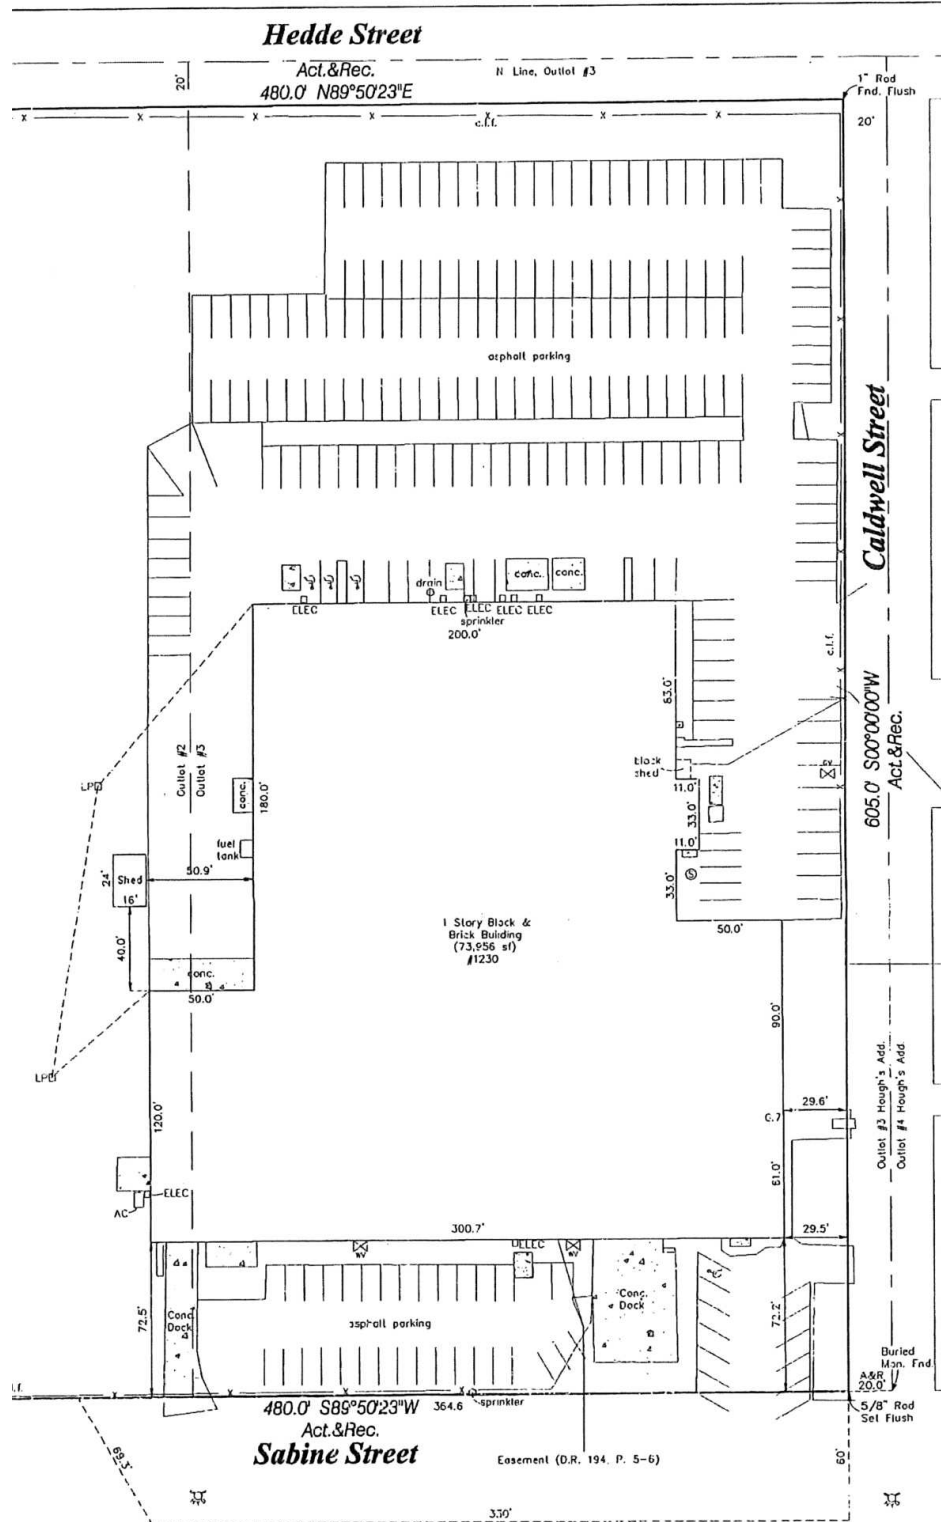 Hedde Street
Act.&Rec.
480.0' N89°50'23"E
N Line, Outlot #3
20'
1" Rod
Fnd. Flush
20'
c.l.f.
asphalt parking
Caldwell Street
605.0' S00°00'00"W
Act.&Rec.
c.l.f.
conc.
conc.
drain
ELEC
ELEC
ELEC
ELEC
ELEC
sprinkler
200.0'
83.0'
Outlot #2
Outlot #3
block
shed
11.0'
33.0'
11.0'
33.0'
S
50.0'
conc.
180.0'
fuel
tank
50.9'
24'
Shed
16'
40.0'
conc.
50.0'
1 Story Block &
Brick Building
(73,956 sf)
#1230
90.0'
29.6'
Outlot #3 Hough's Add.
Outlot #4 Hough's Add.
120.0'
61.0'
ELEC
AC
300.7'
29.5'
WV
ELEC
WV
72.5'
Conc.
Dock
asphalt parking
Conc.
Dock
72.2'
Buried
Mon. Fnd.
A&R
20.0'
5/8" Rod
Set Flush
480.0' S89°50'23"W
364.6
sprinkler
Act.&Rec.
Sabine Street
Easement (D.R. 194, P. 5-6)
69.3'
60'